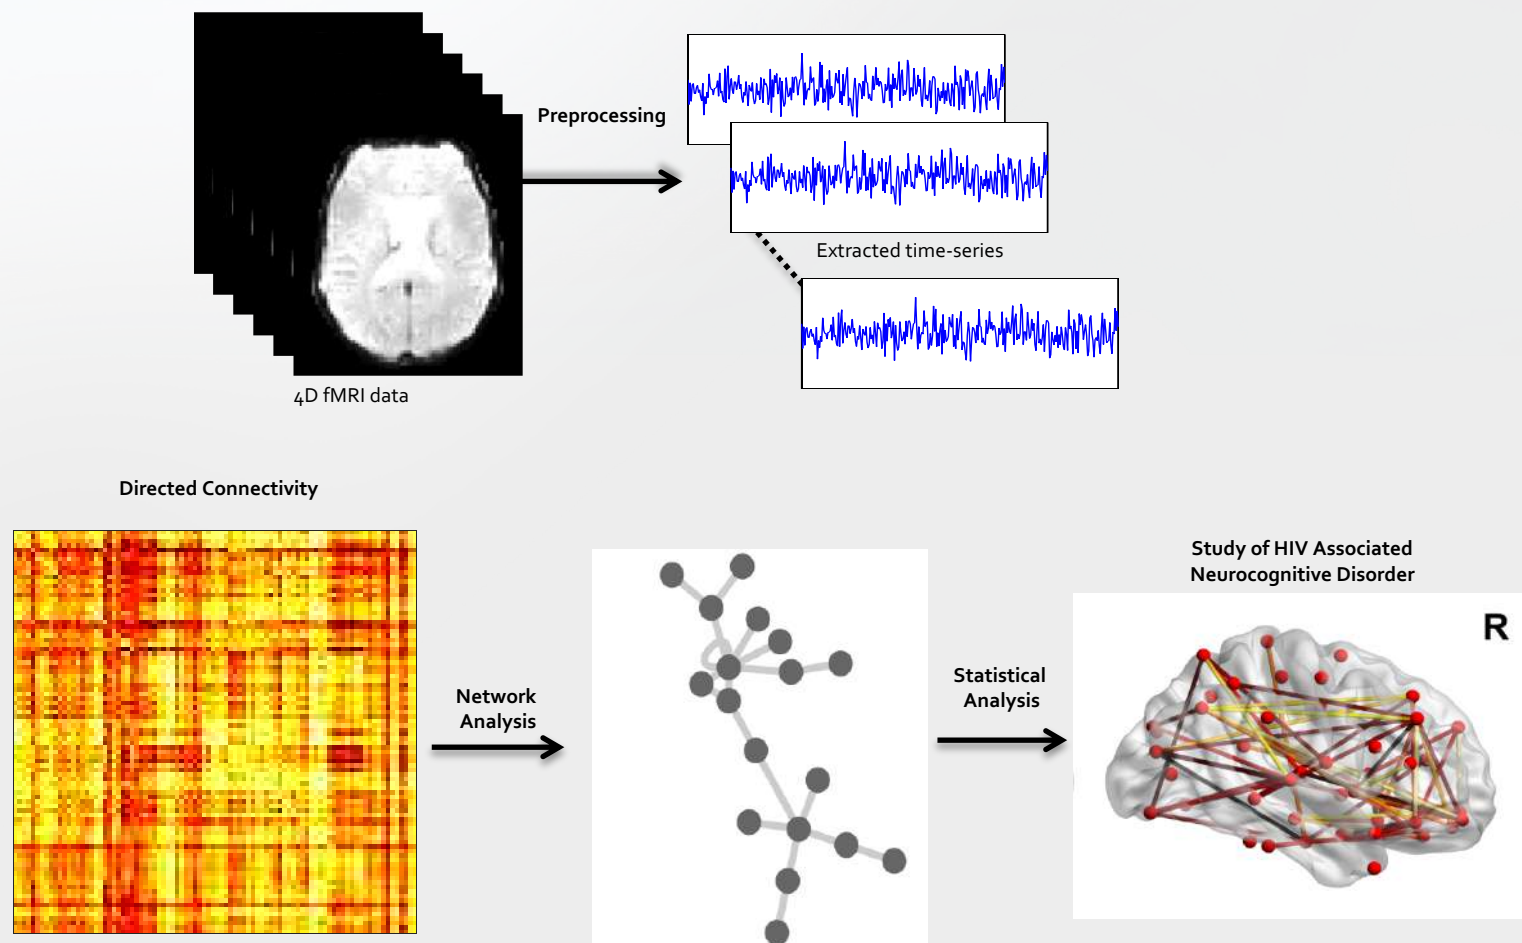 Preprocessing
Extracted time-series
4D fMRI data
Directed Connectivity
Network
Analysis
Statistical
Analysis
Study of HIV Associated
Neurocognitive Disorder
R